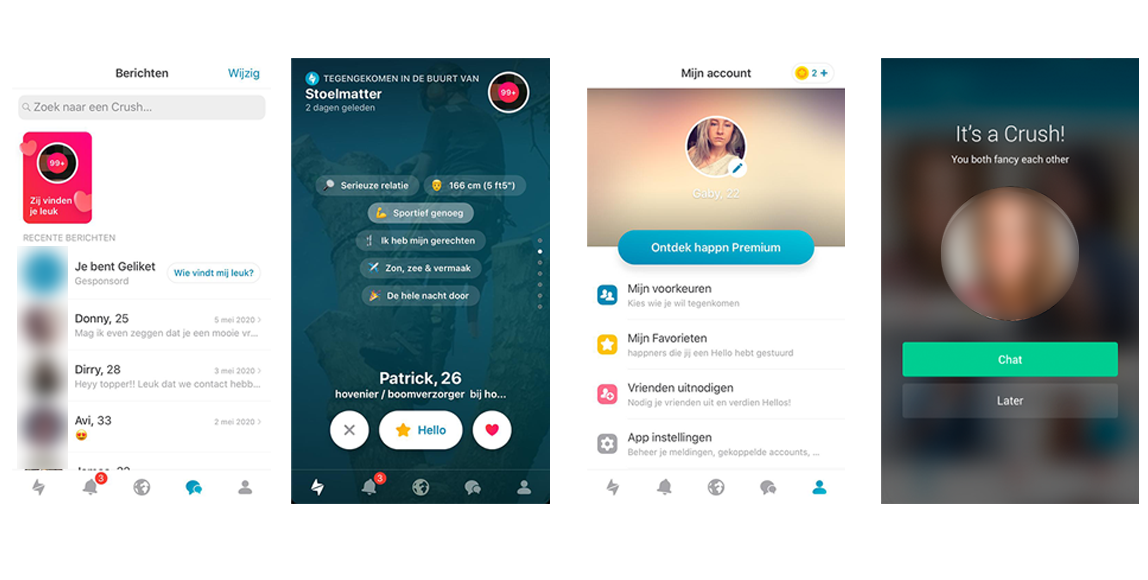 Berichten
Wijzig
Zoek naar een Crush...
99+
Zij vinden
je leuk
RECENTE BERICHTEN
Je bent Geliket
Gesponsord
Wie vindt mij leuk?
Donny, 25
5 mei 2020
Mag ik even zeggen dat je een mooie vr...
Dirry, 28
3 mei 2020
Heyy topper!! Leuk dat we contact hebb...
Avi, 33
2 mei 2020
3
TEGENGEKOMEN IN DE BUURT VAN
Stoelmatter
2 dagen geleden
99+
Serieuze relatie
166 cm (5 ft5")
Sportief genoeg
Ik heb mijn gerechten
Zon, zee & vermaak
De hele nacht door
Patrick, 26
hovenier / boomverzorger bij ho...
Hello
3
Mijn account
2 +
Gaby, 22
Ontdek happn Premium
Mijn voorkeuren
Kies wie je wil tegenkomen
Mijn Favorieten
happners die jij een Hello hebt gestuurd
Vrienden uitnodigen
Nodig je vrienden uit en verdien Hellos!
App instellingen
Beheer je meldingen, gekoppelde accounts, ...
It's a Crush!
You both fancy each other
Chat
Later